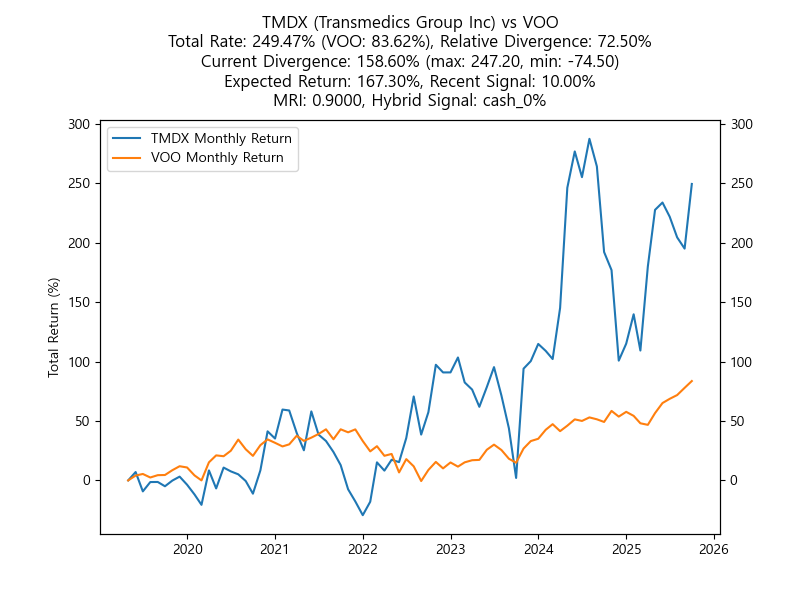 TMDX (Transmedics Group Inc) vs VOO
Total Rate: 249.47% (VOO: 83.62%), Relative Divergence: 72.50%
Current Divergence: 158.60% (max: 247.20, min: -74.50)
Expected Return: 167.30%, Recent Signal: 10.00%
MRI: 0.9000, Hybrid Signal: cash_0%
TMDX Monthly Return
VOO Monthly Return
Total Return (%)
300
250
200
150
100
50
0
300
250
200
150
100
50
0
2020
2021
2022
2023
2024
2025
2026